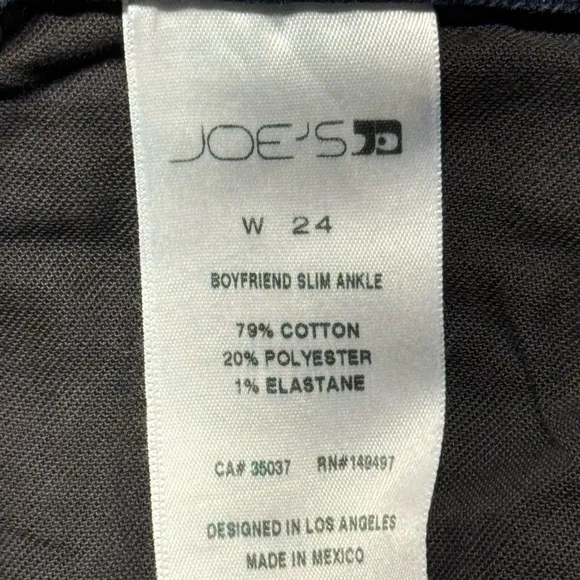 JOE'S
W 24
BOYFRIEND SLIM ANKLE
79% COTTON
20% POLYESTER
1% ELASTANE
CA# 35037 RN#149497
DESIGNED IN LOS ANGELES
MADE IN MEXICO